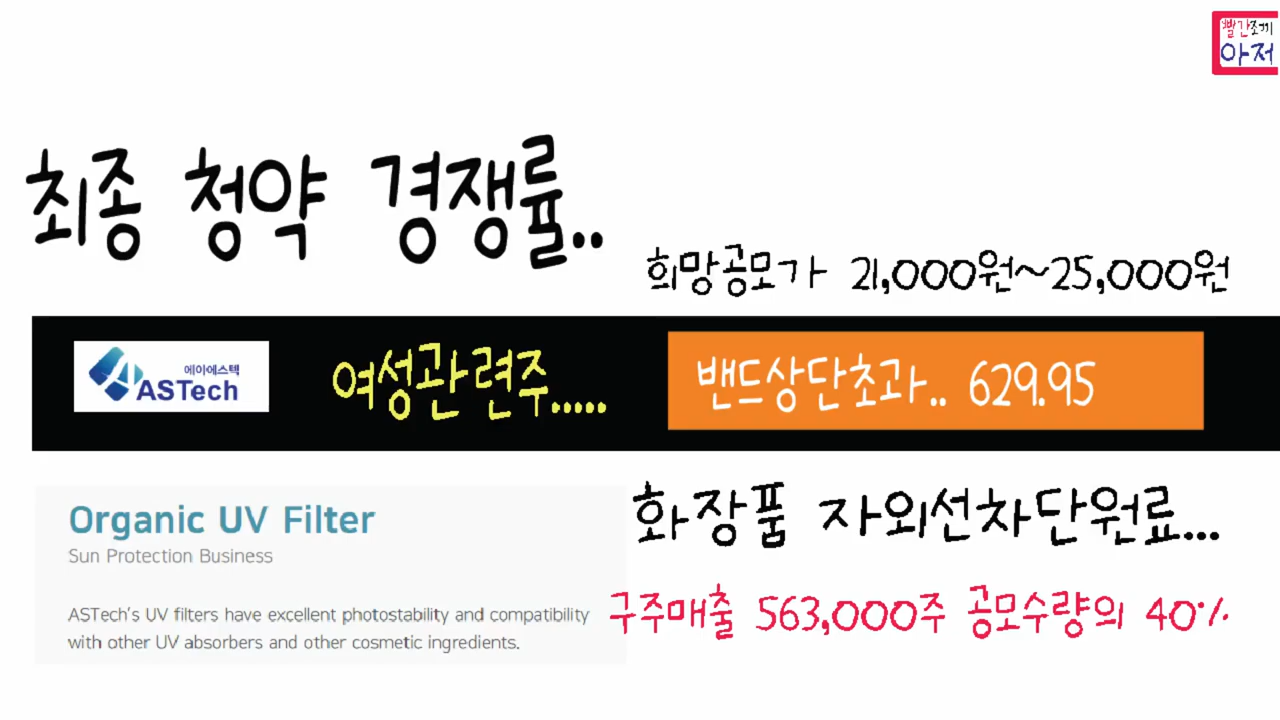 빨간조끼
아저
최종 청약 경쟁률..
희망공모가 21,000원~25,000원
에이에스텍
ASTech
여성관련주.....
밴드상단초과.. 629.95
Organic UV Filter
Sun Protection Business
화장품 자외선차단원료...
ASTech's UV filters have excellent photostability and compatibility
with other UV absorbers and other cosmetic ingredients.
구주매출 563,000주 공모수량의 40%